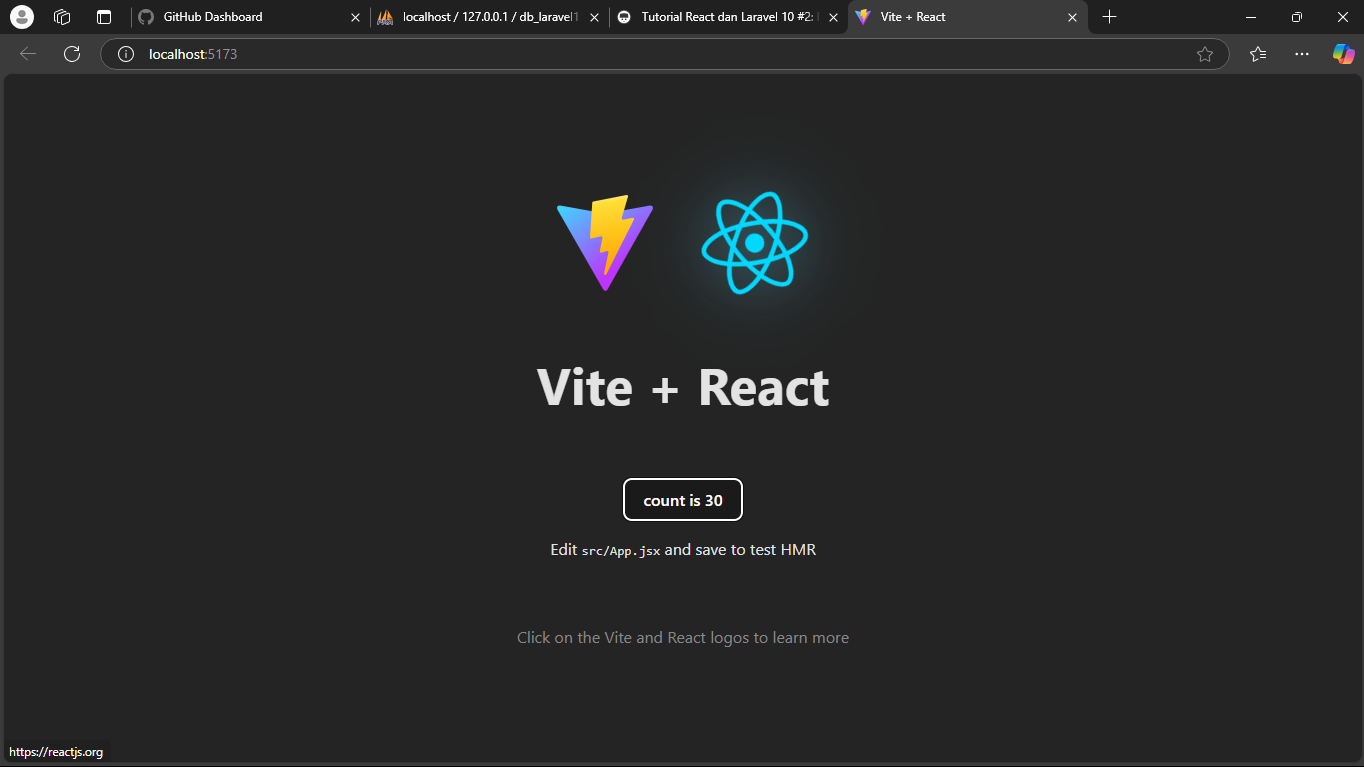 GitHub Dashboard
localhost / 127.0.0.1 / db_laravel1
Tutorial React dan Laravel 10 #2:
Vite + React
localhost:5173
Vite + React
count is 30
Edit src/App.jsx and save to test HMR
Click on the Vite and React logos to learn more
https://reactjs.org